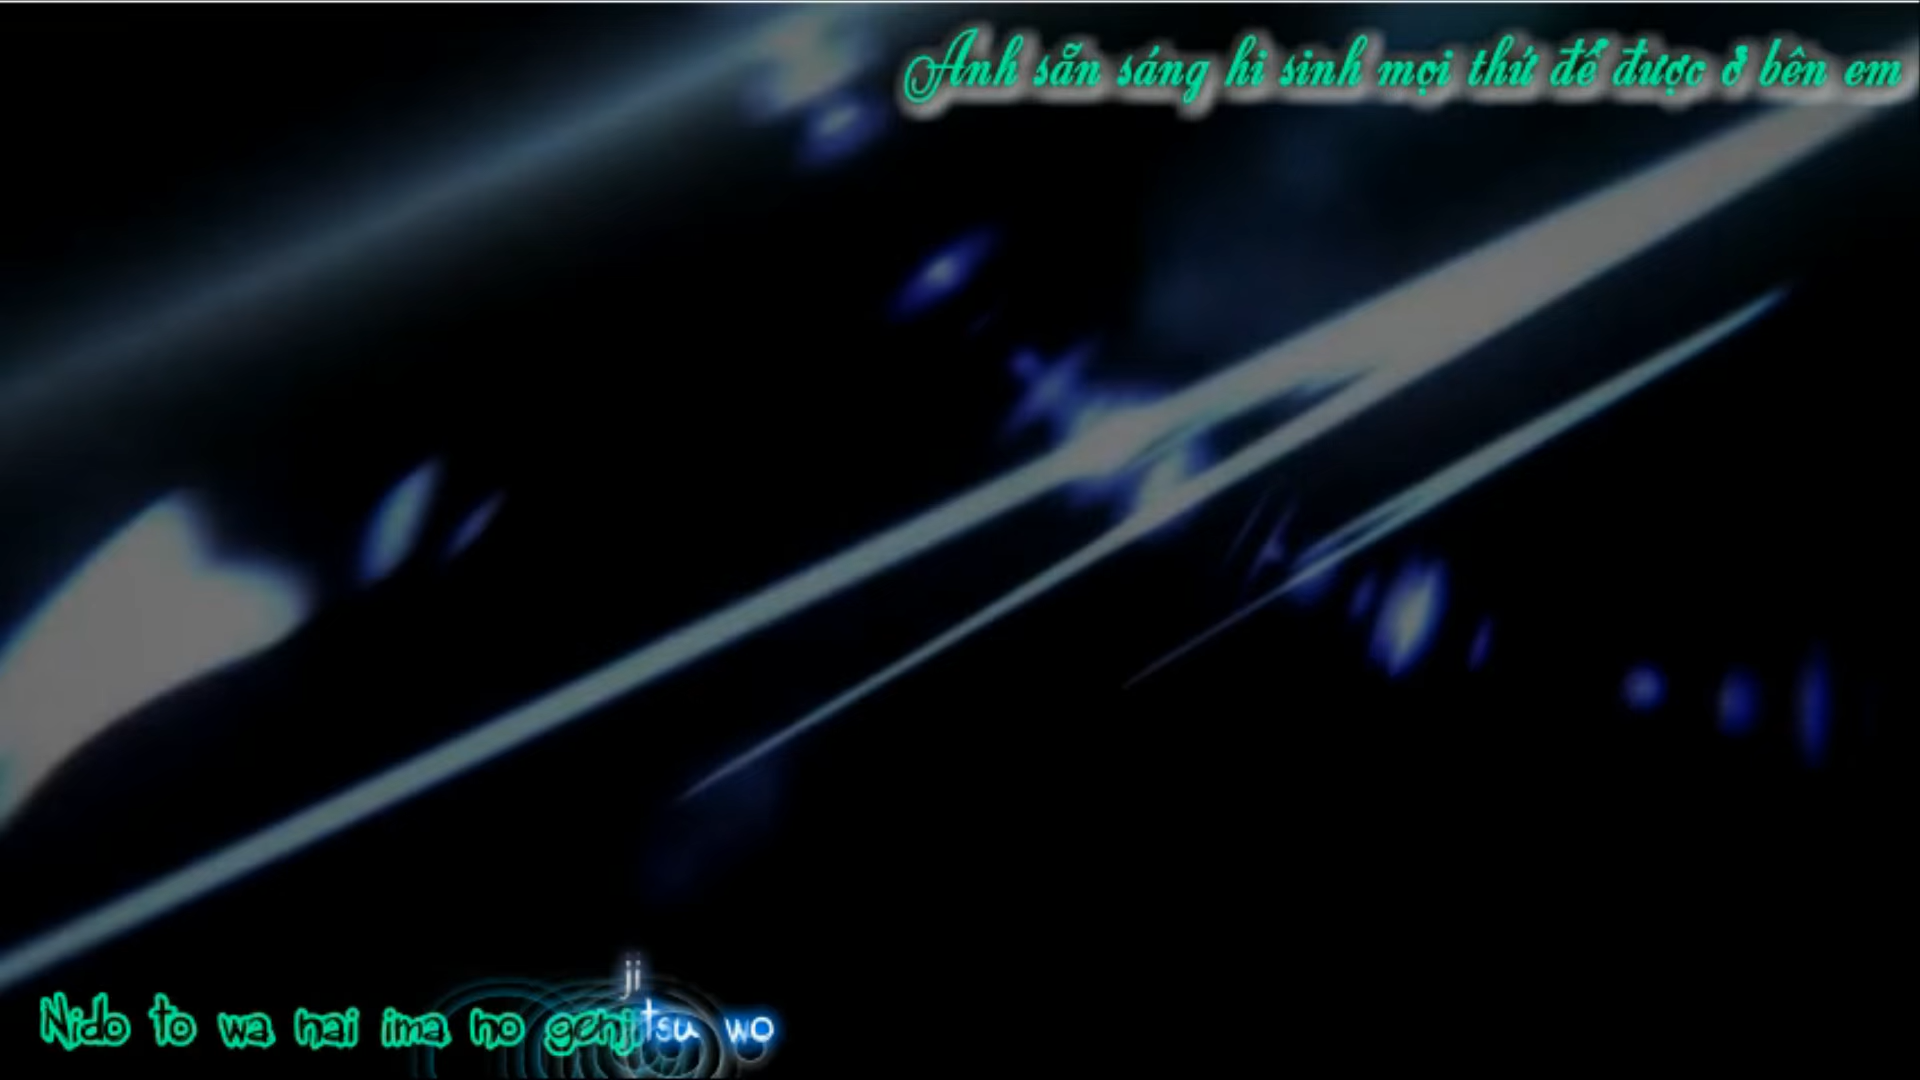 Anh sẵn sáng hi sinh mọi thứ để được ở bên em
ji
Nido to wa nai ima no genjitsu wo